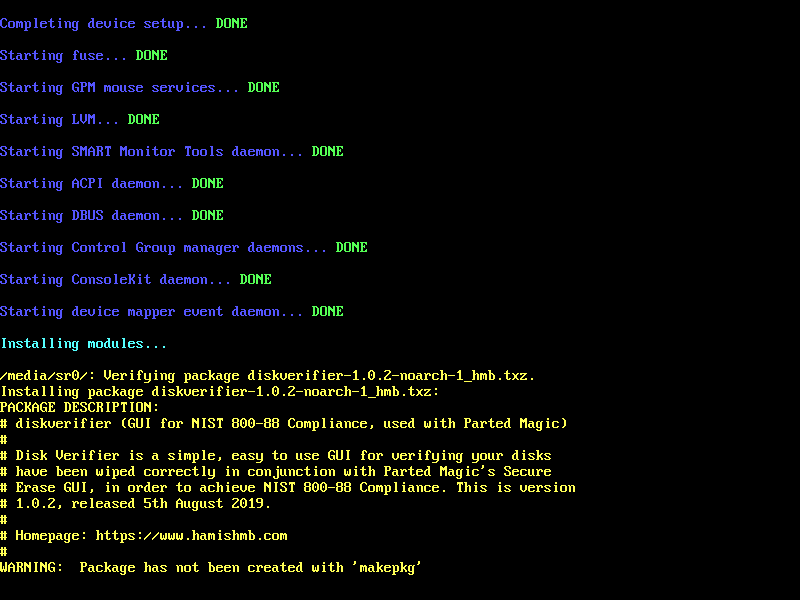 Completing device setup... DONE
Starting fuse... DONE
Starting GPM mouse services... DONE
Starting LVM... DONE
Starting SMART Monitor Tools daemon... DONE
Starting ACPI daemon... DONE
Starting DBUS daemon... DONE
Starting Control Group manager daemons... DONE
Starting ConsoleKit daemon... DONE
Starting device mapper event daemon... DONE
Installing modules...
/media/sr0/: Verifying package diskverifier-1.0.2-noarch-1_hmb.txz.
Installing package diskverifier-1.0.2-noarch-1_hmb.txz:
PACKAGE DESCRIPTION:
# diskverifier (GUI for NIST 800-88 Compliance, used with Parted Magic)
#
# Disk Verifier is a simple, easy to use GUI for verifying your disks
# have been wiped correctly in conjunction with Parted Magic's Secure
# Erase GUI, in order to achieve NIST 800-88 Compliance. This is version
# 1.0.2, released 5th August 2019.
#
# Homepage: https://www.hamishmb.com
#
WARNING:  Package has not been created with 'makepkg'